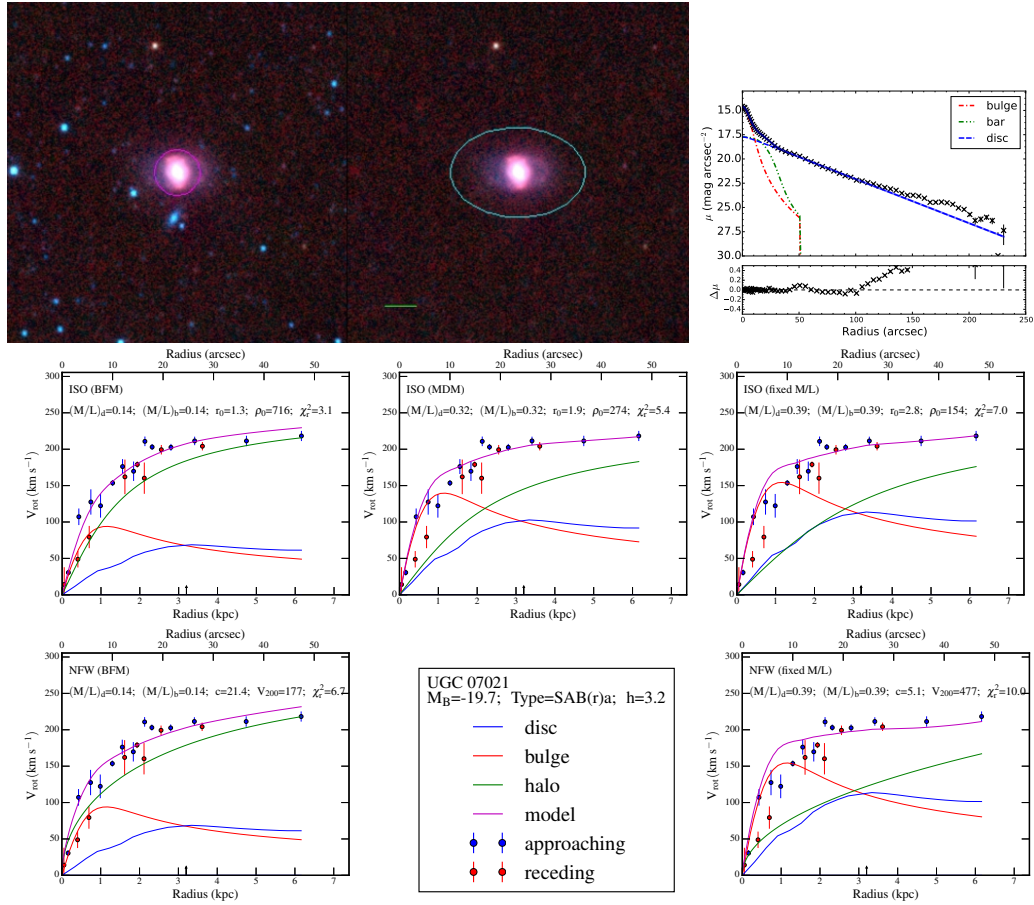 15.0
17.5
20.0
22.5
25.0
27.5
30.0
μ (mag arcsec⁻²)
bulge
bar
disc
0.4
0.2
0.0
−0.2
−0.4
Δμ
0 50 100 150 200 250
Radius (arcsec)
Radius (arcsec)
0 10 20 30 40 50
ISO (BFM)
(M/L)d=0.14; (M/L)b=0.14; r₀=1.3; ρ₀=716; χ²r=3.1
300
250
200
150
100
50
0
Vrot(km s⁻¹)
0 1 2 3 4 5 6 7
Radius (kpc)
Radius (arcsec)
0 10 20 30 40 50
ISO (MDM)
(M/L)d=0.32; (M/L)b=0.32; r₀=1.9; ρ₀=274; χ²r=5.4
300
250
200
150
100
50
0
0 1 2 3 4 5 6 7
Radius (kpc)
Radius (arcsec)
0 10 20 30 40 50
ISO (fixed M/L)
(M/L)d=0.39; (M/L)b=0.39; r₀=2.8; ρ₀=154; χ²r=7.0
300
250
200
150
100
50
0
0 1 2 3 4 5 6 7
Radius (kpc)
Radius (arcsec)
0 10 20 30 40 50
NFW (BFM)
(M/L)d=0.14; (M/L)b=0.14; c=21.4; V₂₀₀=177; χ²r=6.7
300
250
200
150
100
50
0
Vrot(km s⁻¹)
0 1 2 3 4 5 6 7
Radius (kpc)
UGC 07021
M_B=-19.7; Type=SAB(r)a; h=3.2
disc
bulge
halo
model
approaching
receding
Radius (arcsec)
0 10 20 30 40 50
NFW (fixed M/L)
(M/L)d=0.39; (M/L)b=0.39; c=5.1; V₂₀₀=477; χ²r=10.0
300
250
200
150
100
50
0
Vrot(km s⁻¹)
0 1 2 3 4 5 6 7
Radius (kpc)